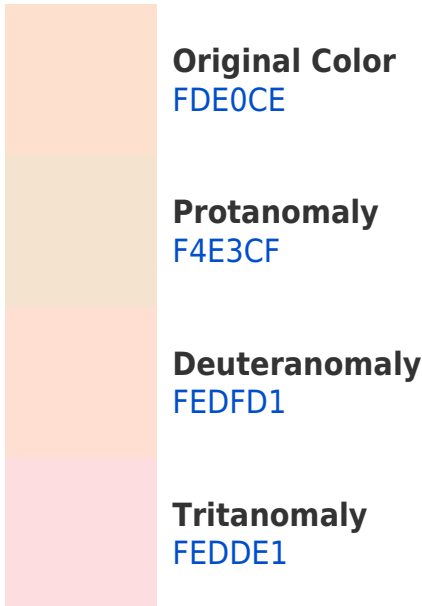 Original Color
FDE0CE
Protanomaly
F4E3CF
Deuteranomaly
FEDFD1
Tritanomaly
FEDDE1